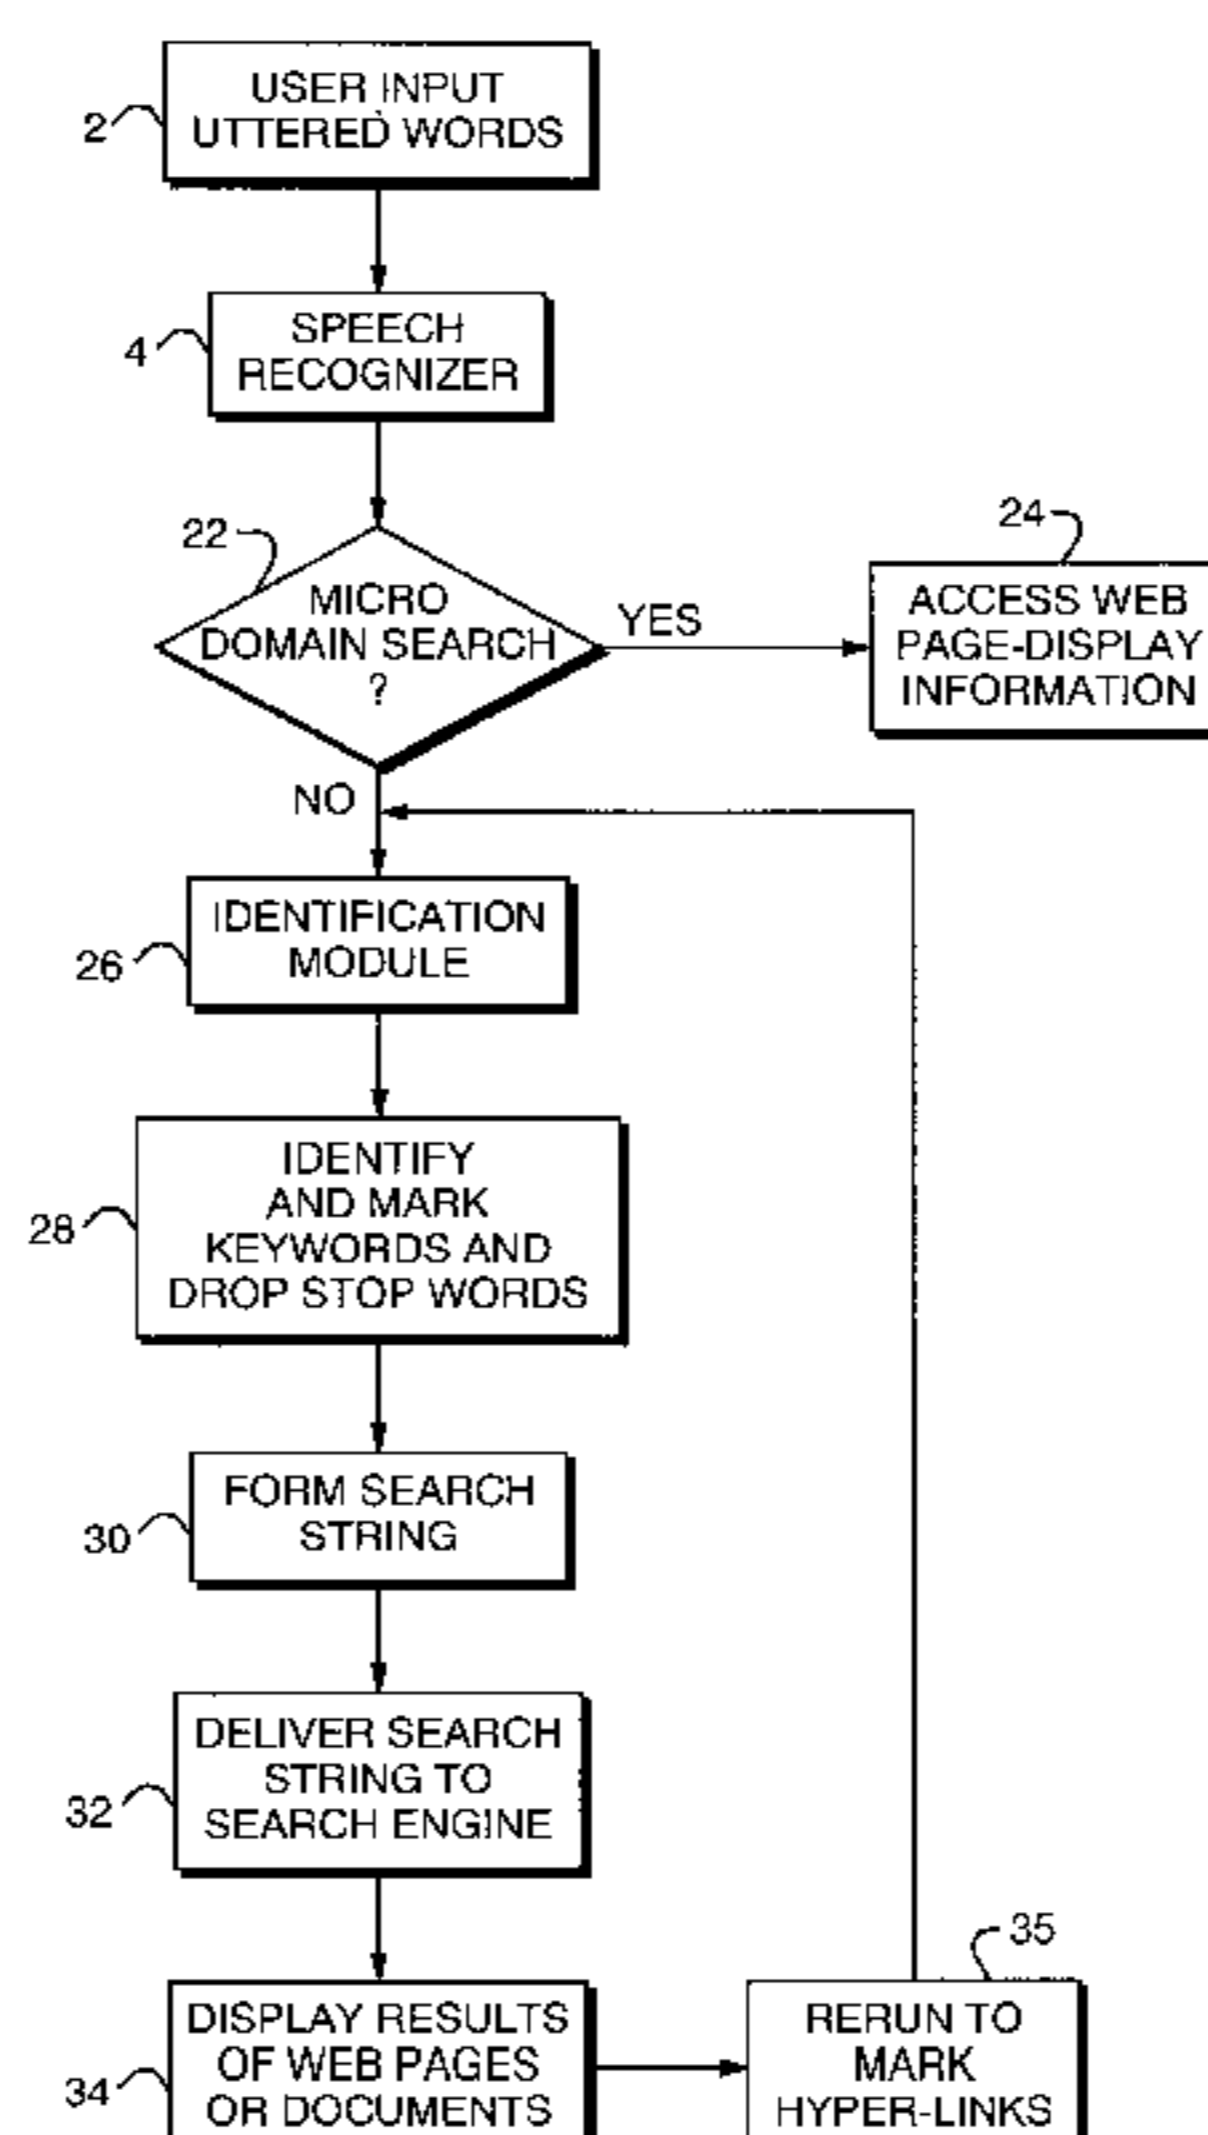 USER INPUT
UTTERED WORDS
2
SPEECH
RECOGNIZER
4
22
MICRO
DOMAIN SEARCH
?
YES
24
ACCESS WEB
PAGE-DISPLAY
INFORMATION
NO
IDENTIFICATION
MODULE
26
IDENTIFY
AND MARK
KEYWORDS AND
DROP STOP WORDS
28
FORM SEARCH
STRING
30
DELIVER SEARCH
STRING TO
SEARCH ENGINE
32
DISPLAY RESULTS
OF WEB PAGES
OR DOCUMENTS
34
35
RERUN TO
MARK
HYPER-LINKS